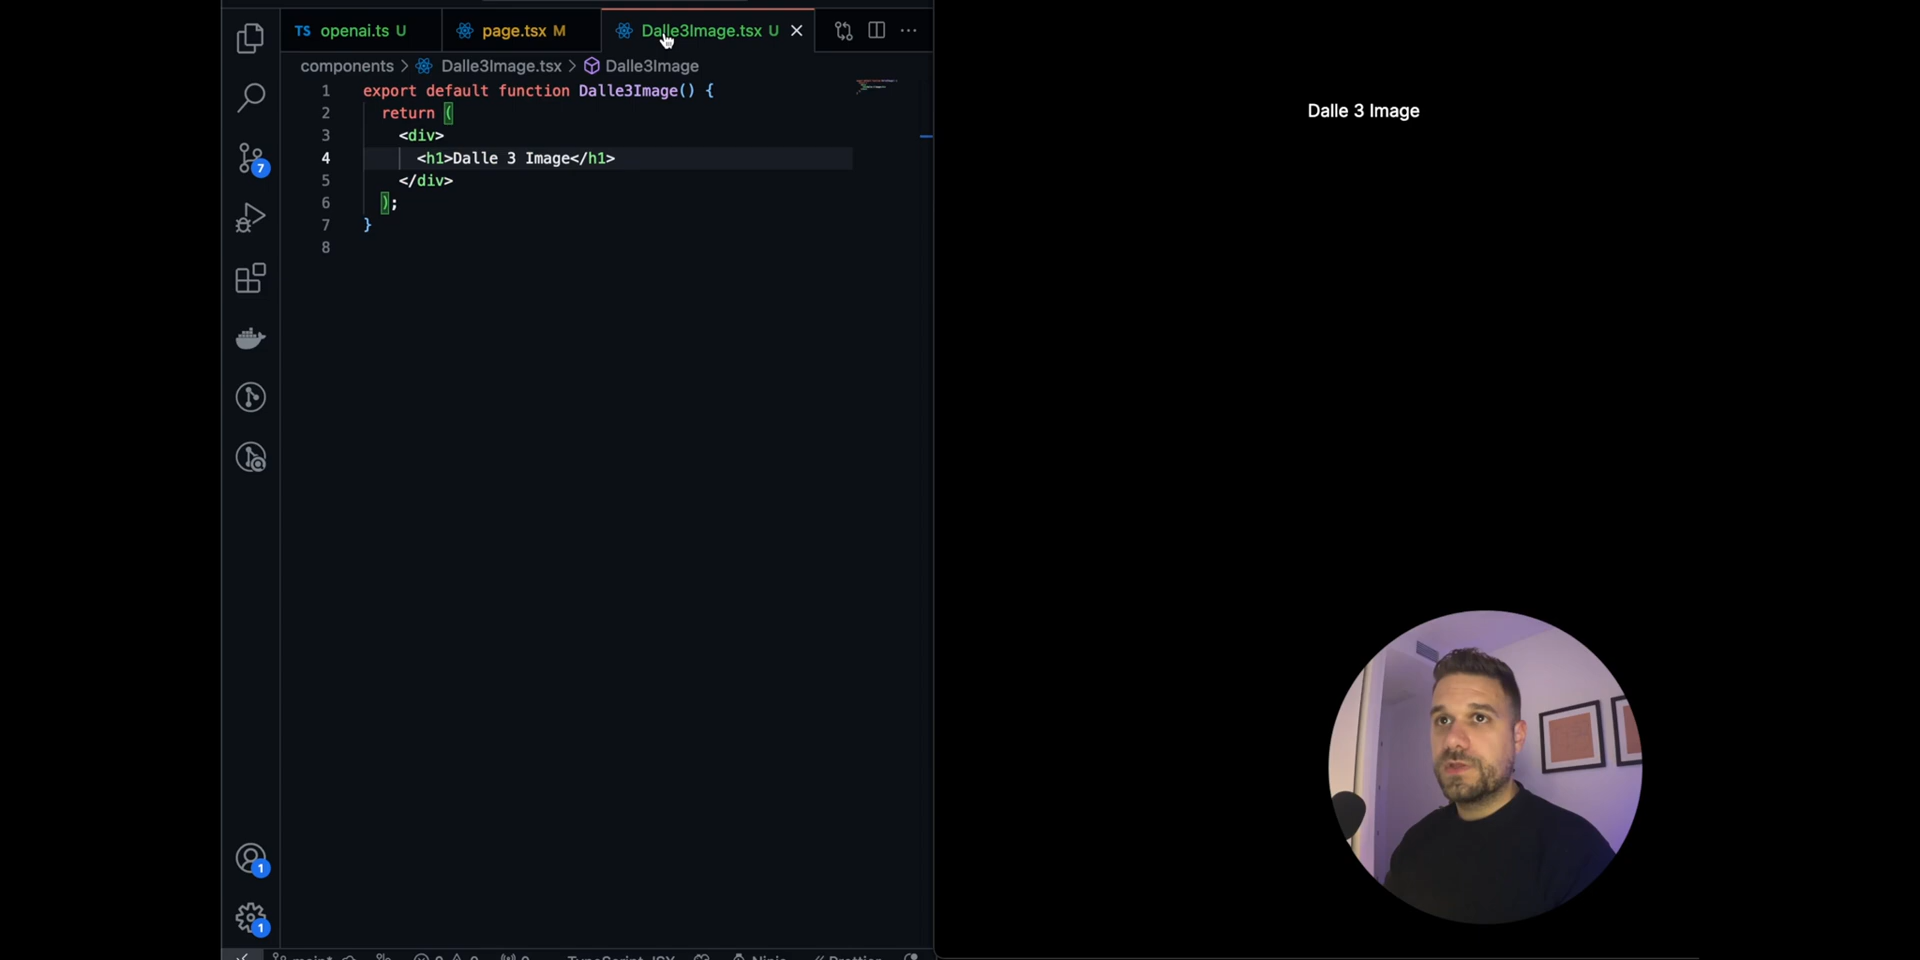 TS openai.ts U
page.tsx M
Dalle3Image.tsx U
components > Dalle3Image.tsx > Dalle3Image
1 export default function Dalle3Image() {
2 return (
3 <div>
4 <h1>Dalle 3 Image</h1>
5 </div>
6 );
7 }
8
Dalle 3 Image
7
1
1